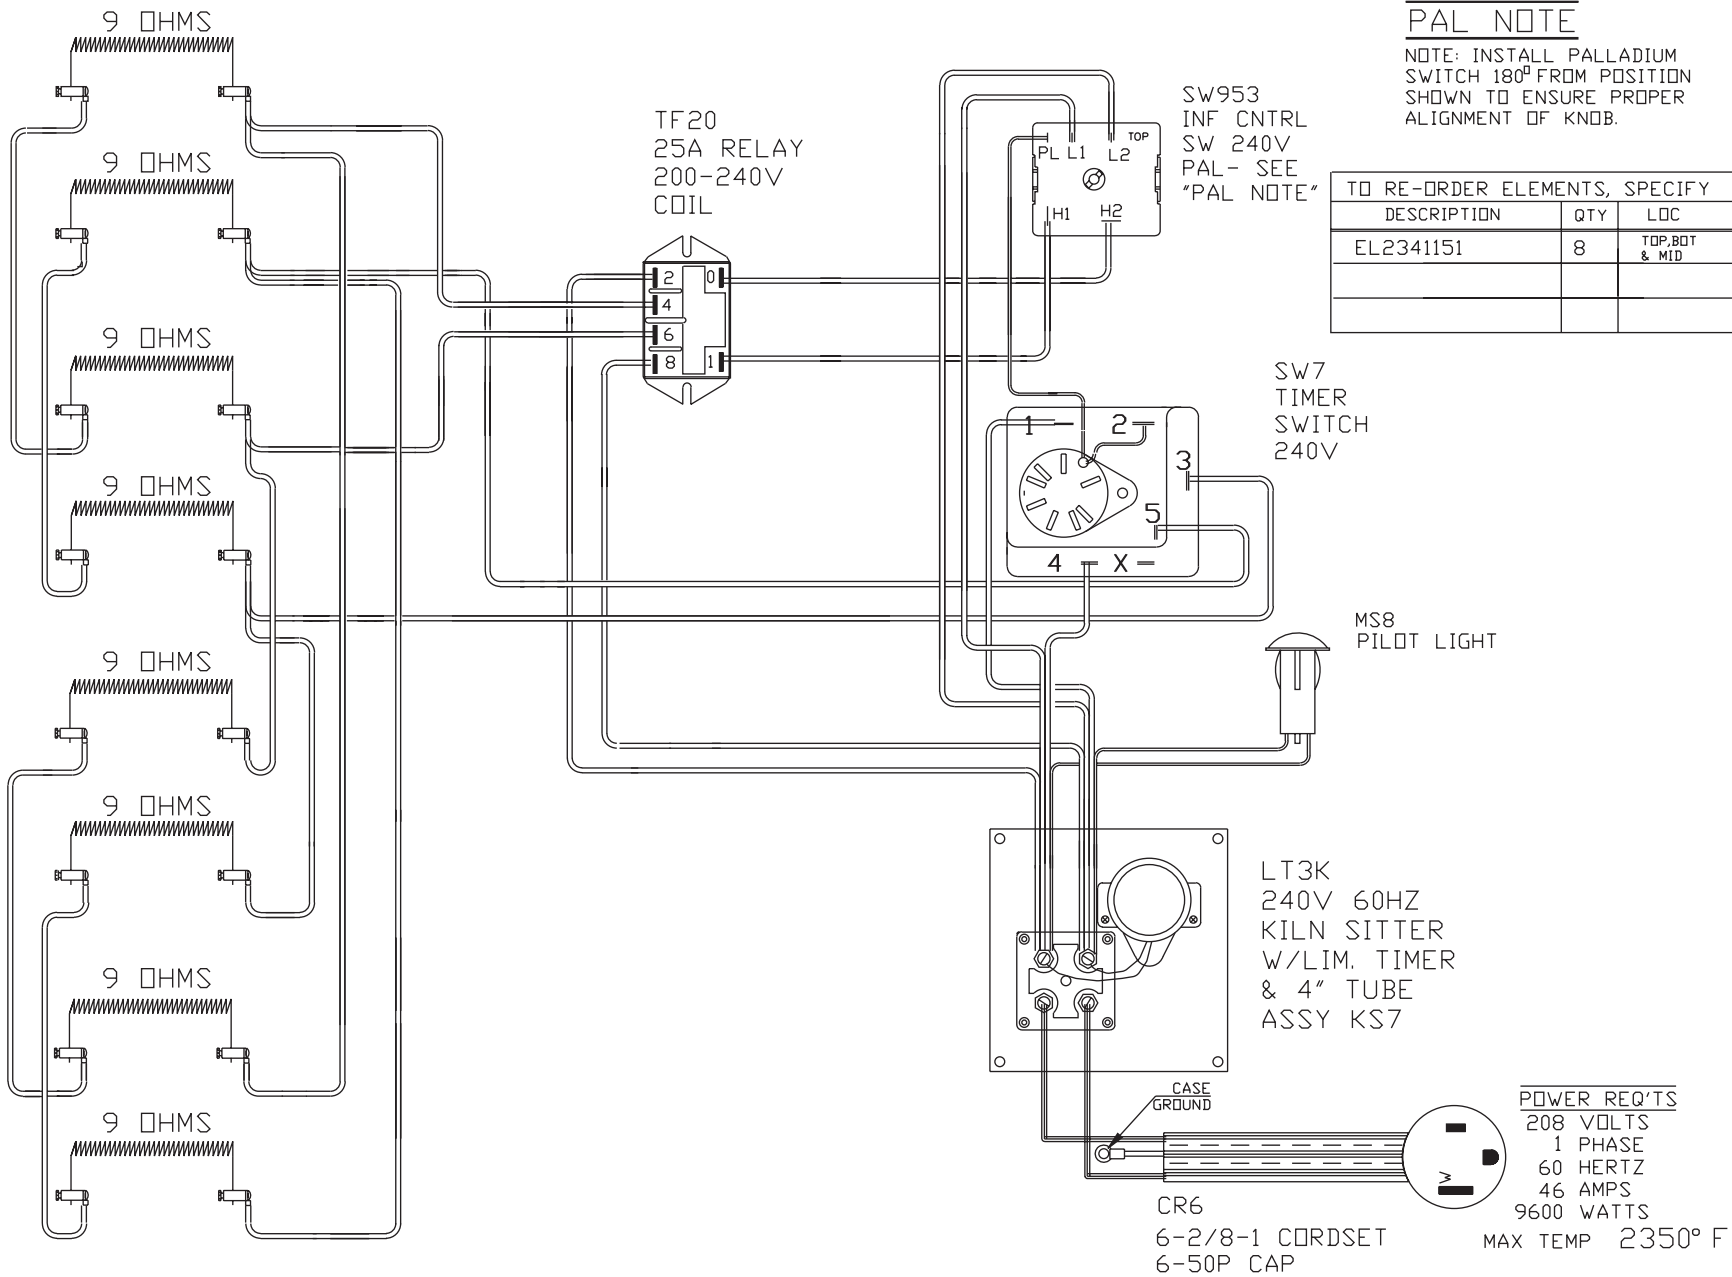 9 OHMS
9 OHMS
9 OHMS
9 OHMS
9 OHMS
9 OHMS
9 OHMS
9 OHMS
TF20
25A RELAY
200-240V
COIL
2
4
6
8
0
1
SW953
INF CNTRL
SW 240V
PAL- SEE
"PAL NOTE"
TOP
PL L1 L2
H1 H2
PAL NOTE
NOTE: INSTALL PALLADIUM
SWITCH 180° FROM POSITION
SHOWN TO ENSURE PROPER
ALIGNMENT OF KNOB.
TO RE-ORDER ELEMENTS, SPECIFY
DESCRIPTION QTY LOC
EL2341151 8 TOP,BOT
& MID
SW7
TIMER
SWITCH
240V
1 2
3
5
4 X
MS8
PILOT LIGHT
LT3K
240V 60HZ
KILN SITTER
W/LIM. TIMER
& 4" TUBE
ASSY KS7
CASE
GROUND
CR6
6-2/8-1 CORDSET
6-50P CAP
W
POWER REQ'TS
208 VOLTS
1 PHASE
60 HERTZ
46 AMPS
9600 WATTS
MAX TEMP 2350° F